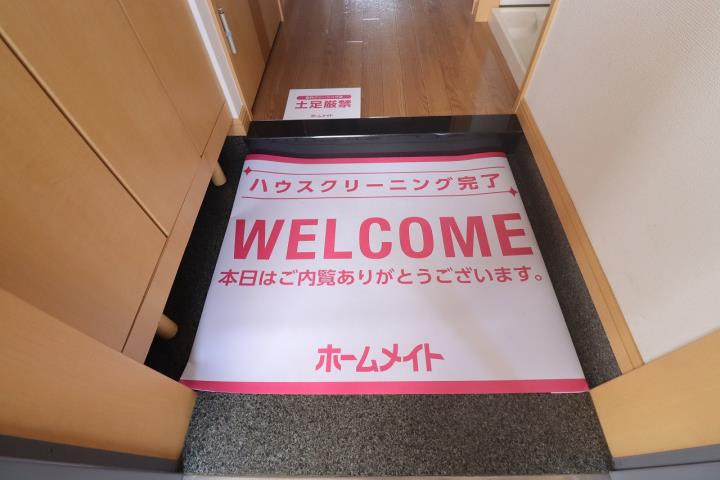 土足厳禁
ホームメイト
ハウスクリーニング完了
WELCOME
本日はご内覧ありがとうございます。
ホームメイト